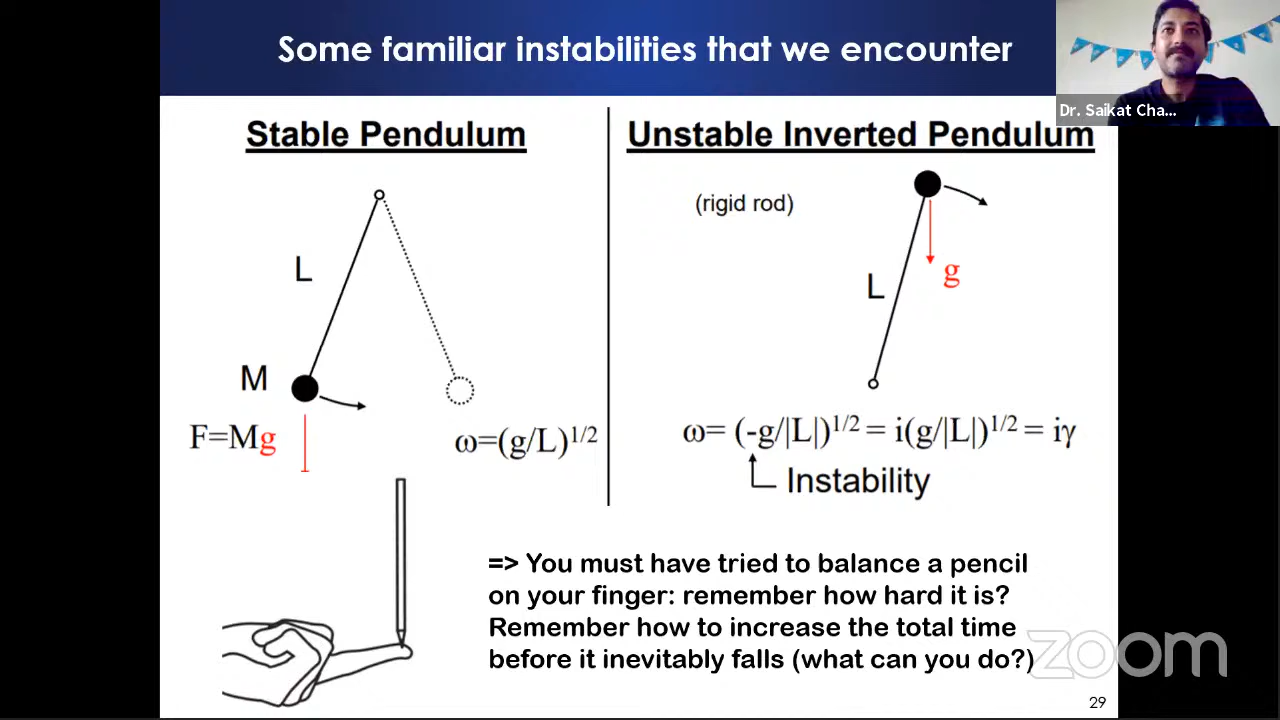 Some familiar instabilities that we encounter
Dr. Saikat Cha...
Stable Pendulum
L
M
F=Mg
ω=(g/L)^1/2
Unstable Inverted Pendulum
(rigid rod)
g
L
ω= (-g/|L|)^1/2 = i(g/|L|)^1/2 = iγ
Instability
=> You must have tried to balance a pencil
on your finger: remember how hard it is?
Remember how to increase the total time
before it inevitably falls (what can you do?)
zoom
29